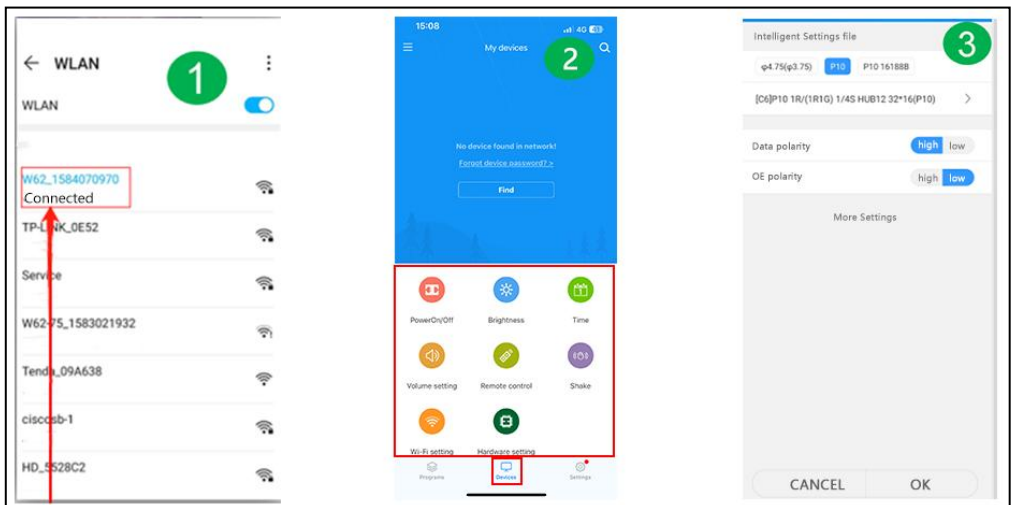 1
WLAN
WLAN
W62_1584070970
Connected
TP-LINK_0E52
Service
W62-75_1583021932
Tenda_09A638
ciscosb-1
HD_5528C2
15:08
4G
My devices
2
No device found in network!
Forgot device password? >
Find
PowerOn/Off
Brightness
Time
Volume setting
Remote control
Shake
Wi-Fi setting
Hardware setting
Programs
Devices
Settings
Intelligent Settings file
3
φ4.75(φ3.75) P10 P10 16188B
[C6]P10 1R/(1R1G) 1/4S HUB12 32*16(P10)
Data polarity high low
OE polarity high low
More Settings
CANCEL OK